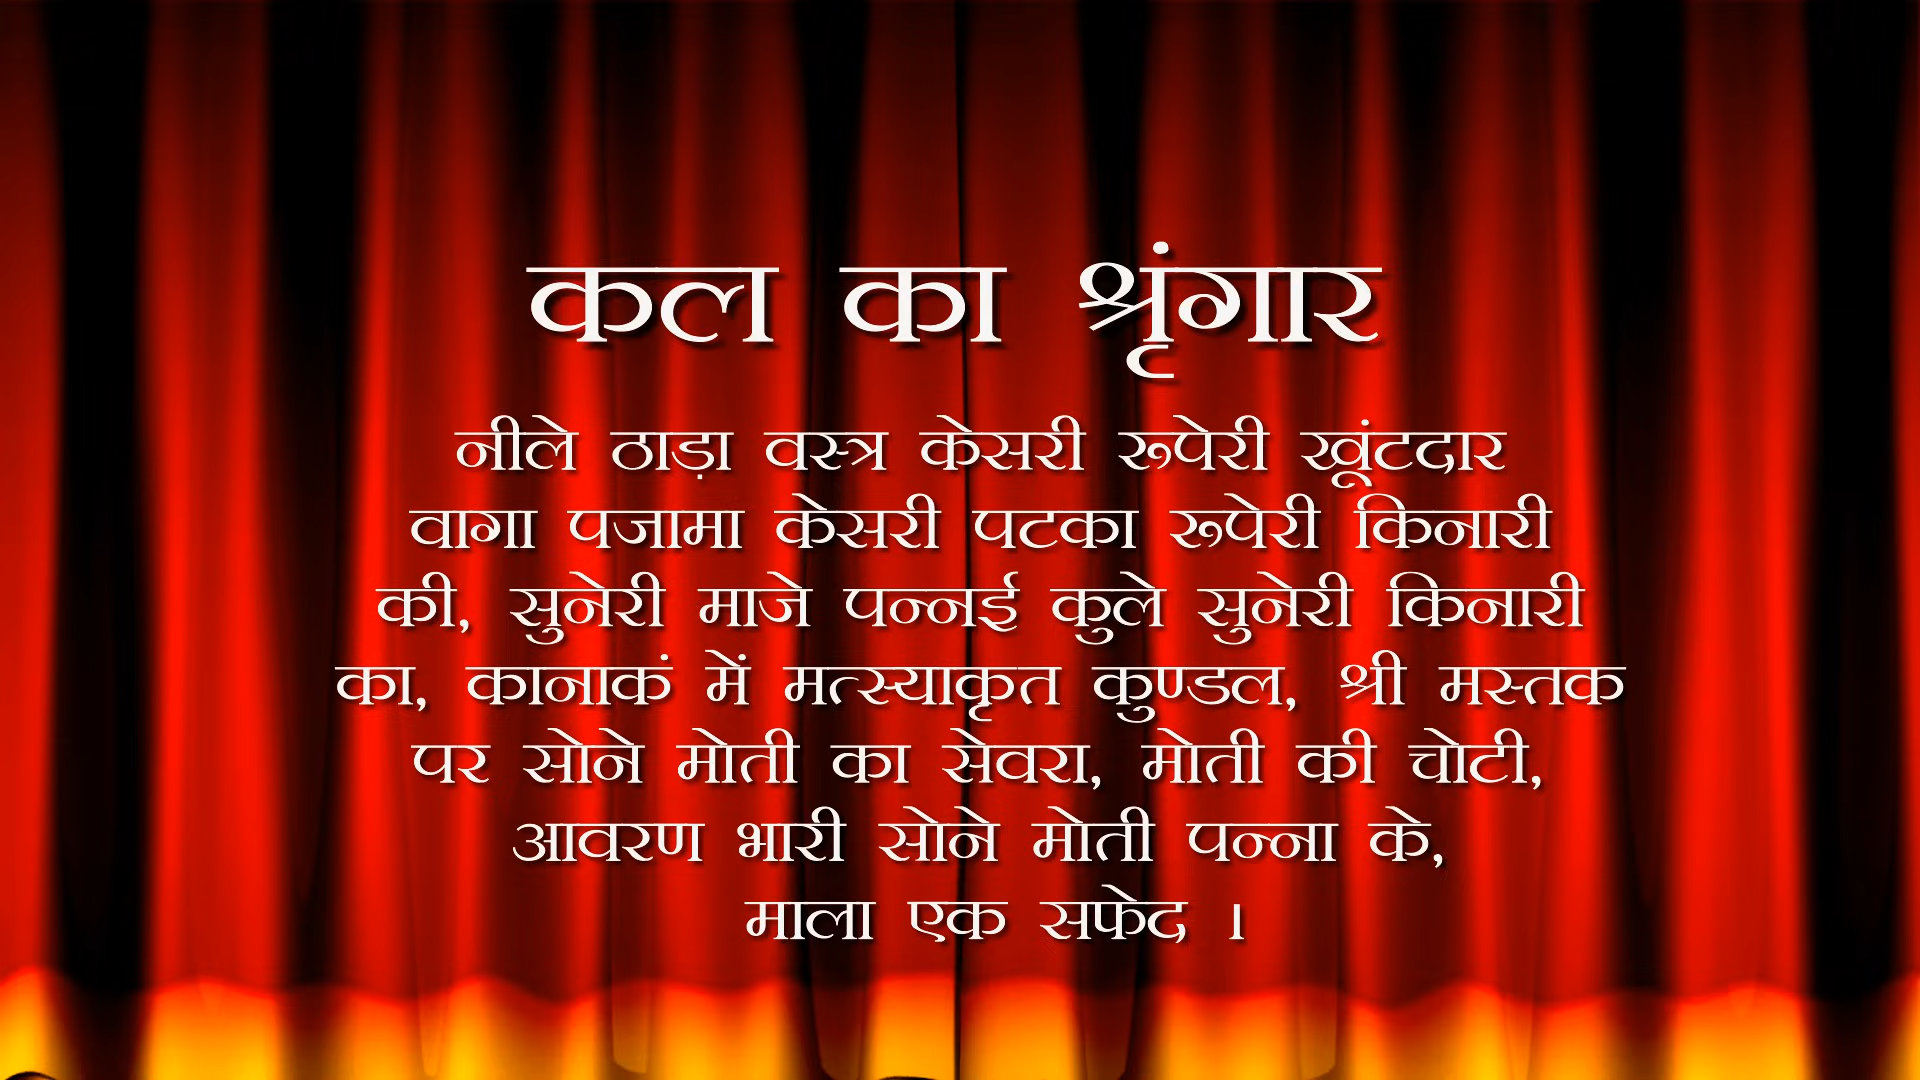 कल का श्रृंगार
नीले ठाड़ा वस्त्र केसरी रूपेरी खूंटदार
वागा पजामा केसरी पटका रूपेरी किनारी
की, सुनेरी माजे पन्नई कुले सुनेरी किनारी
का, कानाकं में मत्स्याकृत कुण्डल, श्री मस्तक
पर सोने मोती का सेवरा, मोती की चोटी,
आवरण भारी सोने मोती पन्ना के,
माला एक सफेद ।